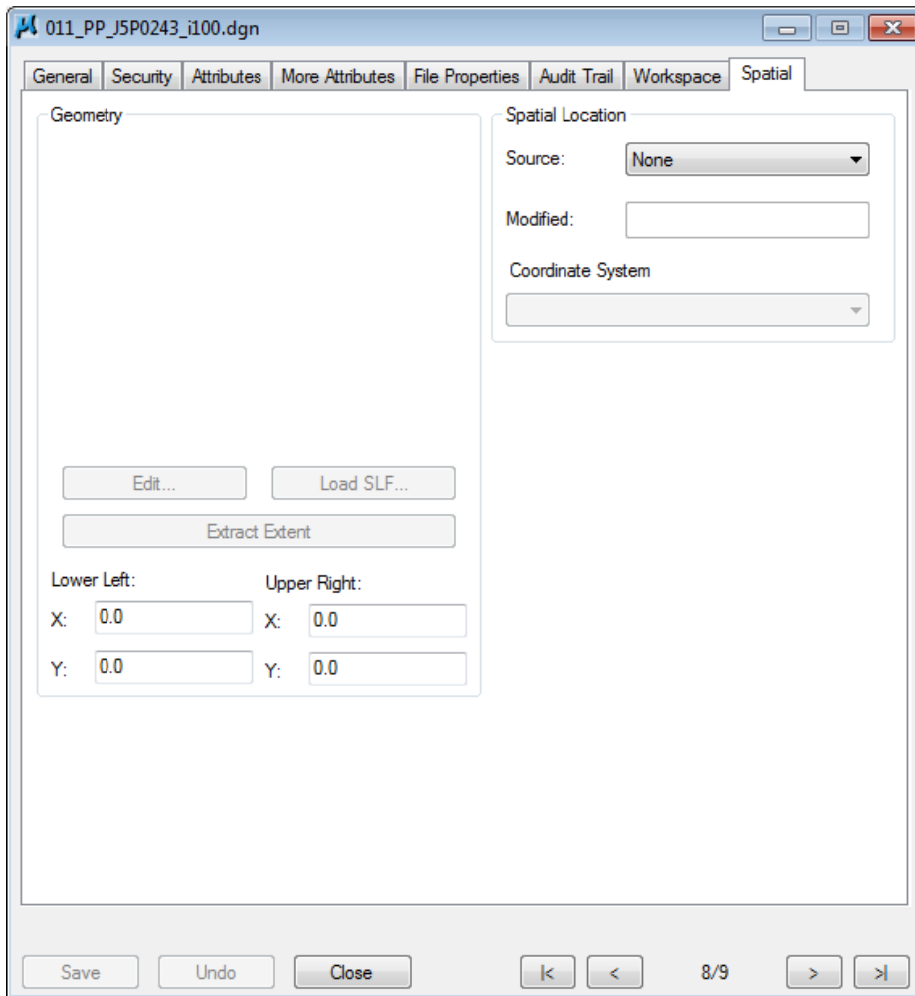 011_PP_J5P0243_i100.dgn
General Security Attributes More Attributes File Properties Audit Trail Workspace Spatial
Geometry
Edit... Load SLF...
Extract Extent
Lower Left: Upper Right:
X: 0.0 X: 0.0
Y: 0.0 Y: 0.0
Spatial Location
Source: None
Modified:
Coordinate System
Save Undo Close |< < 8/9 > >|